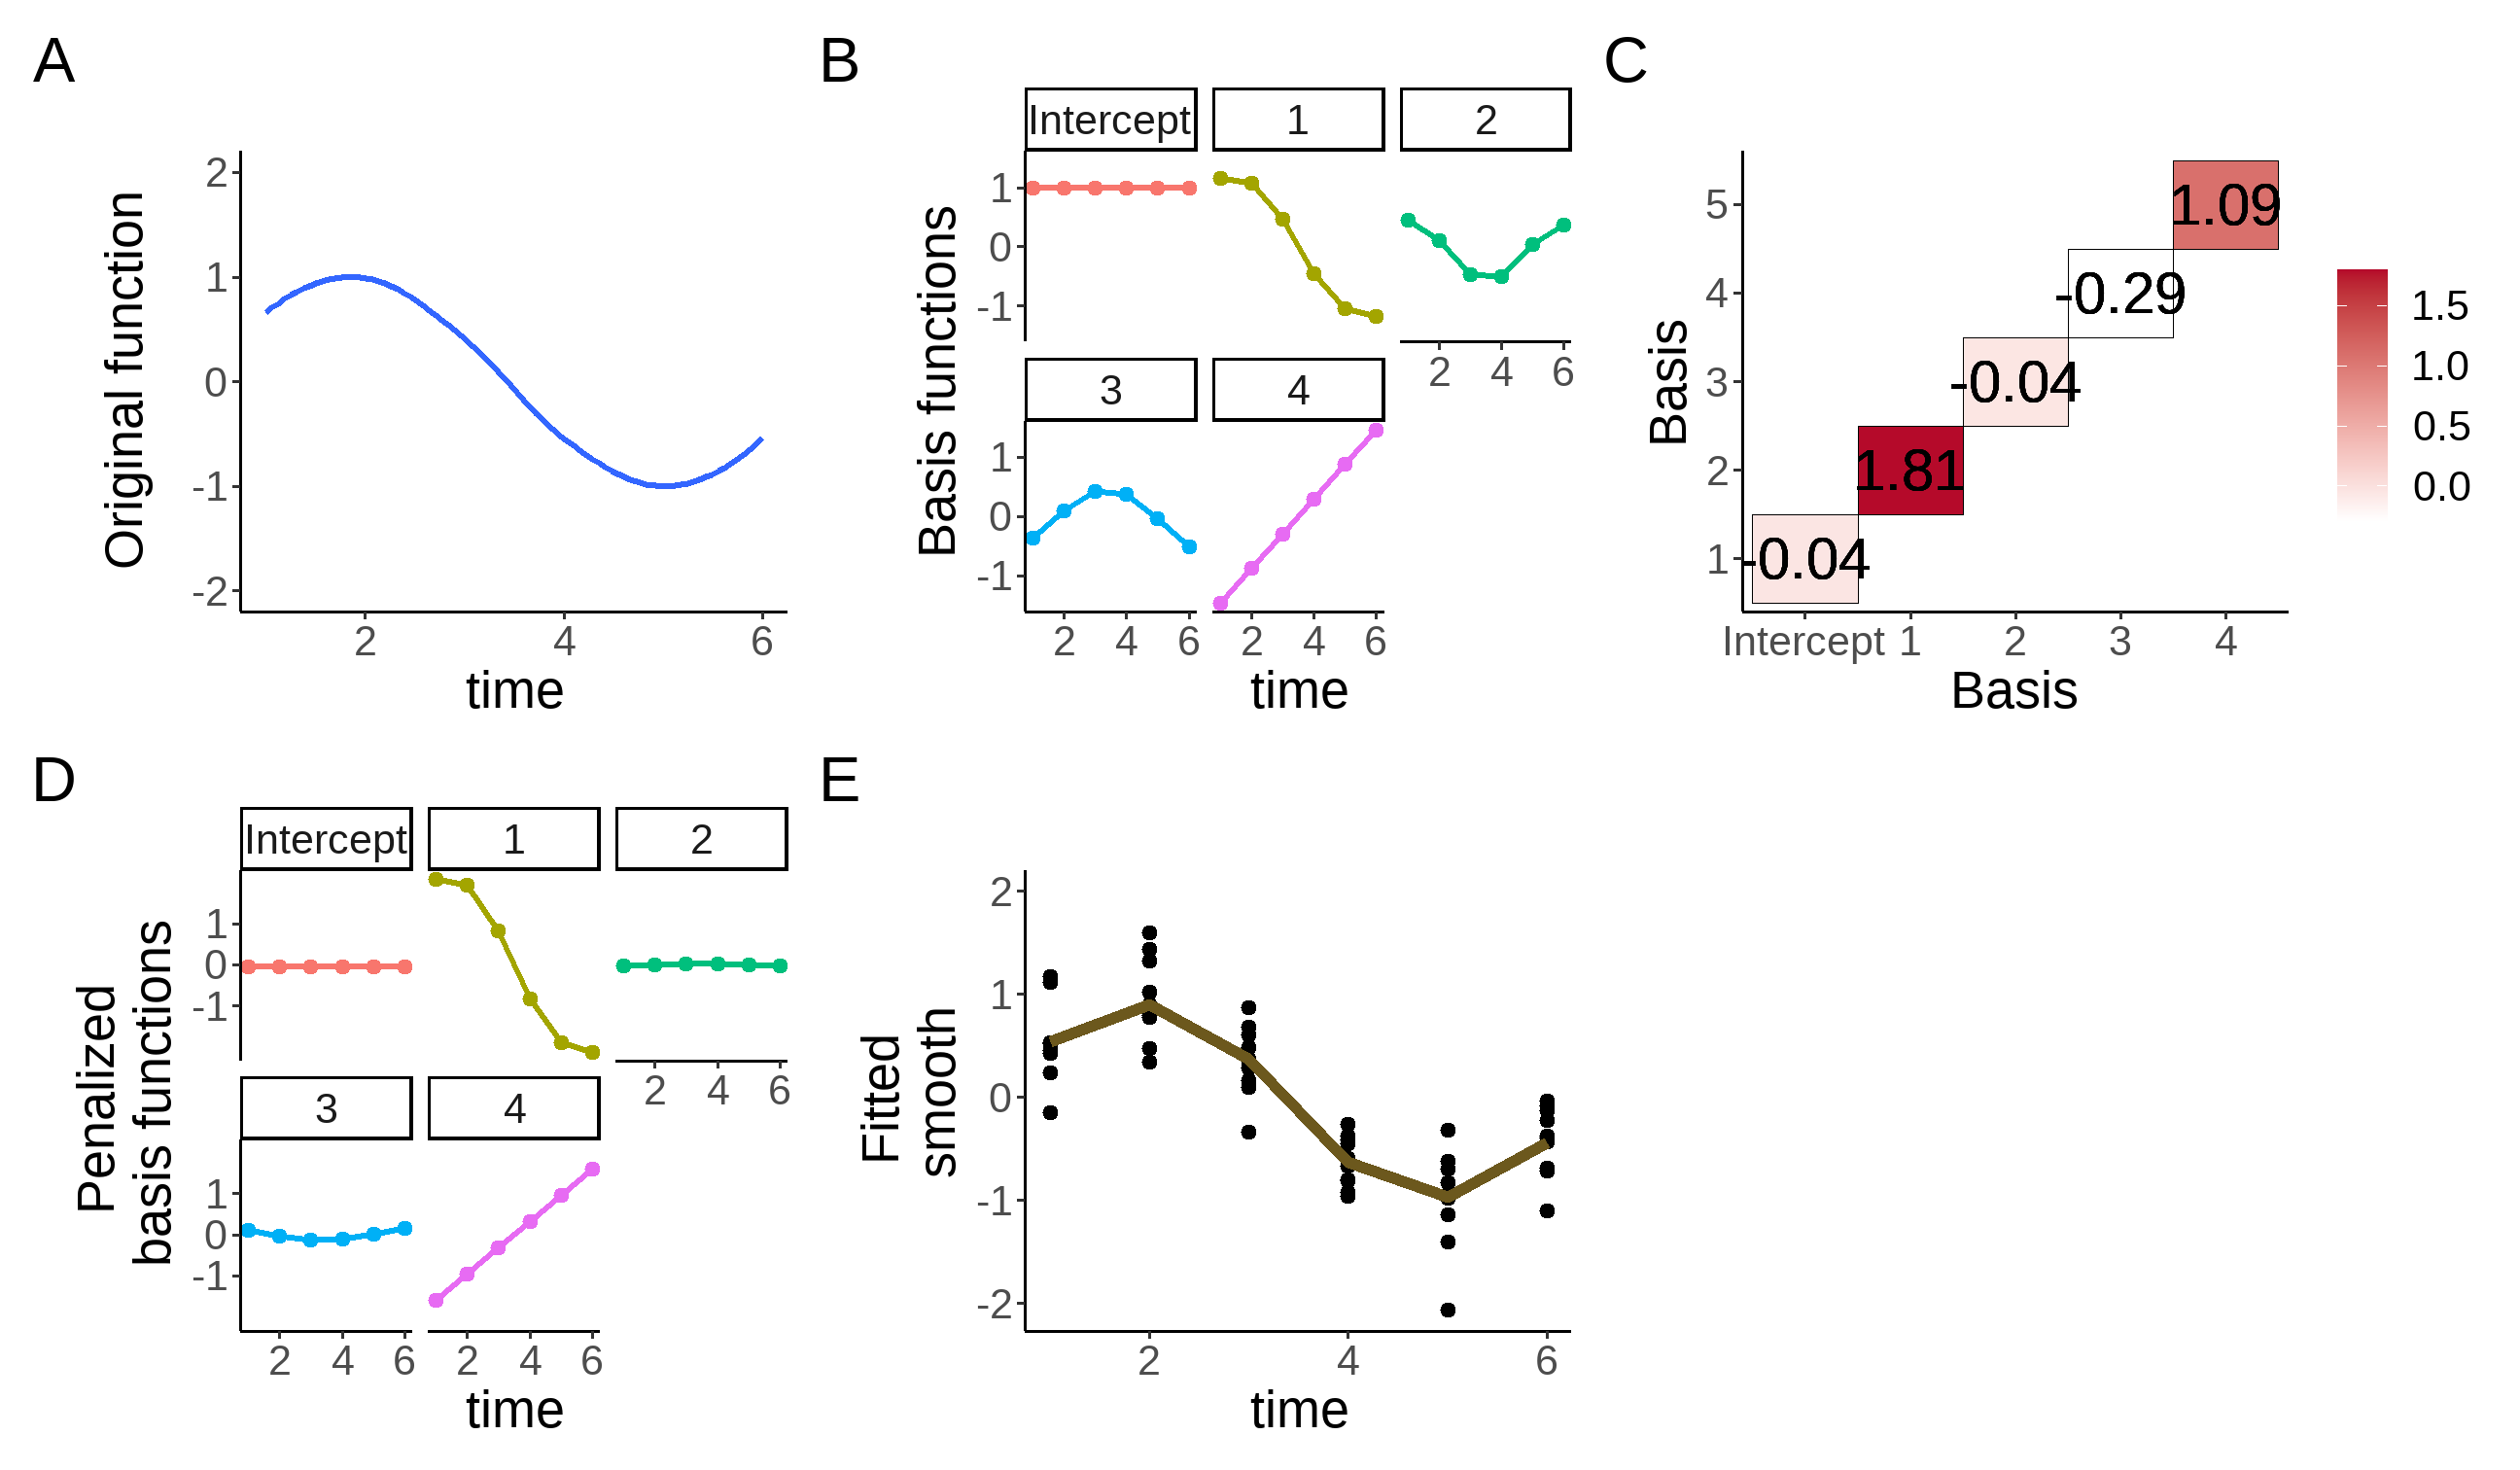 A
Original function
2
1
0
-1
-2
2 4 6
time
B
Basis functions
Intercept 1 2
1
0
-1
2 4 6
3 4
1
0
-1
2 4 6 2 4 6
time
C
Basis
5
4
3
2
1
1.09
-0.29
-0.04
1.81
-0.04
Intercept 1 2 3 4
Basis
1.5
1.0
0.5
0.0
D
Penalized
basis functions
Intercept 1 2
1
0
-1
2 4 6
3 4
1
0
-1
2 4 6 2 4 6
time
E
Fitted
smooth
2
1
0
-1
-2
2 4 6
time